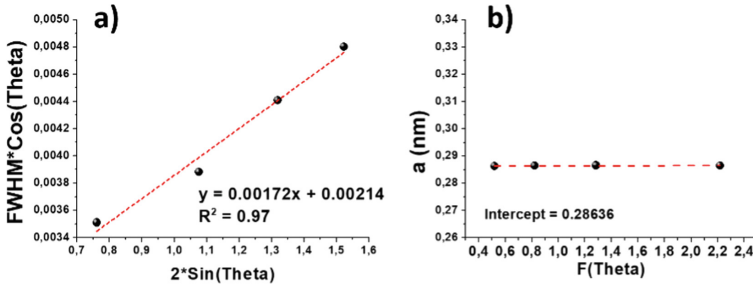 a)
FWHM*Cos(Theta)
0,0050
0,0048
0,0046
0,0044
0,0042
0,0040
0,0038
0,0036
0,0034
y = 0.00172x + 0.00214
R² = 0.97
0,7 0,8 0,9 1,0 1,1 1,2 1,3 1,4 1,5 1,6
2*Sin(Theta)
b)
a (nm)
0,34
0,33
0,32
0,31
0,30
0,29
0,28
0,27
0,26
Intercept = 0.28636
0,4 0,6 0,8 1,0 1,2 1,4 1,6 1,8 2,0 2,2 2,4
F(Theta)